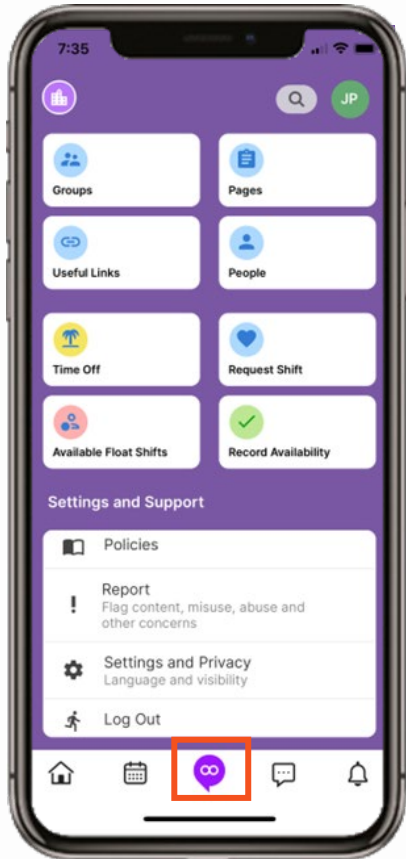 7:35
JP
Groups
Pages
Useful Links
People
Time Off
Request Shift
Available Float Shifts
Record Availability
Settings and Support
Policies
Report
Flag content, misuse, abuse and
other concerns
Settings and Privacy
Language and visibility
Log Out